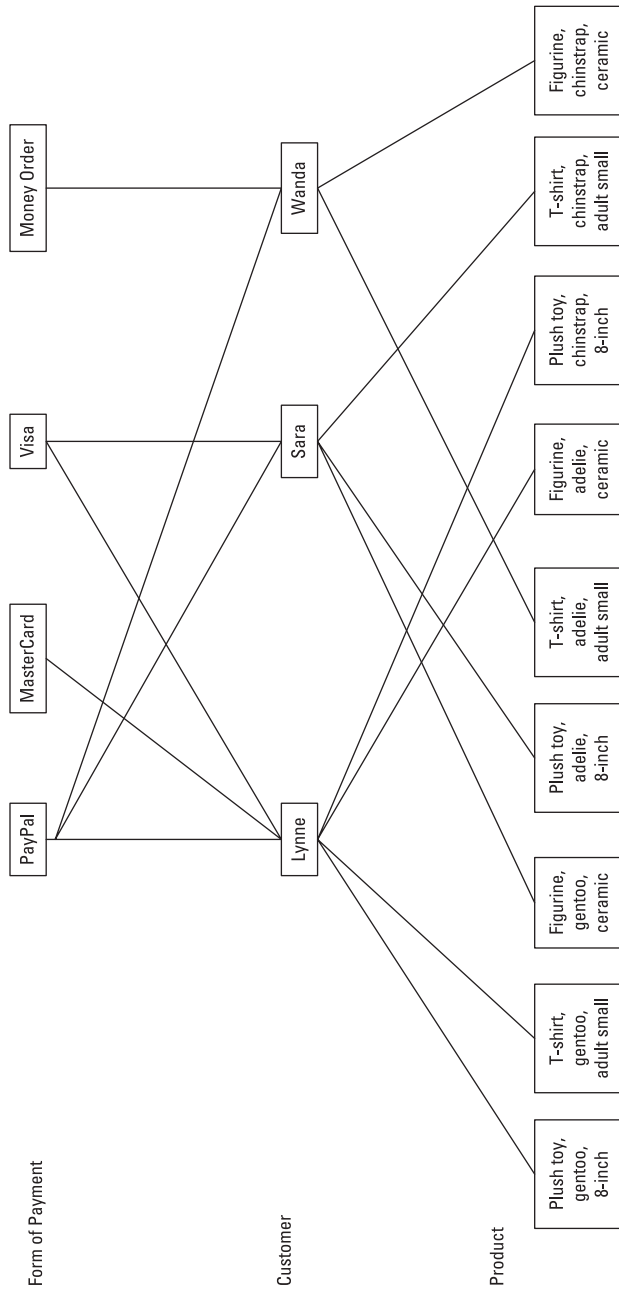 Form of Payment
PayPal
MasterCard
Visa
Money Order
Customer
Lynne
Sara
Wanda
Product
Plush toy,
gentoo,
8-inch
T-shirt,
gentoo,
adult small
Figurine,
gentoo,
ceramic
Plush toy,
adelie,
8-inch
T-shirt,
adelie,
adult small
Figurine,
adelie,
ceramic
Plush toy,
chinstrap,
8-inch
T-shirt,
chinstrap,
adult small
Figurine,
chinstrap,
ceramic